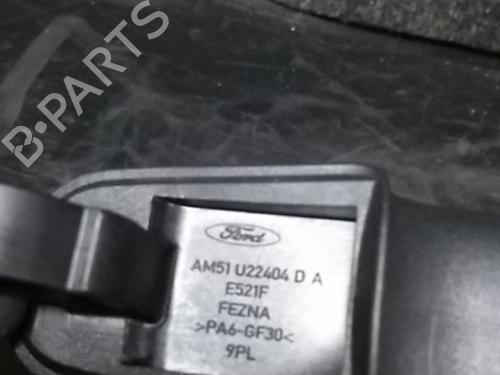 B-PARTS
Ford
AM51 U22404 D A
E521F
FEZNA
>PA6-GF30<
9PL